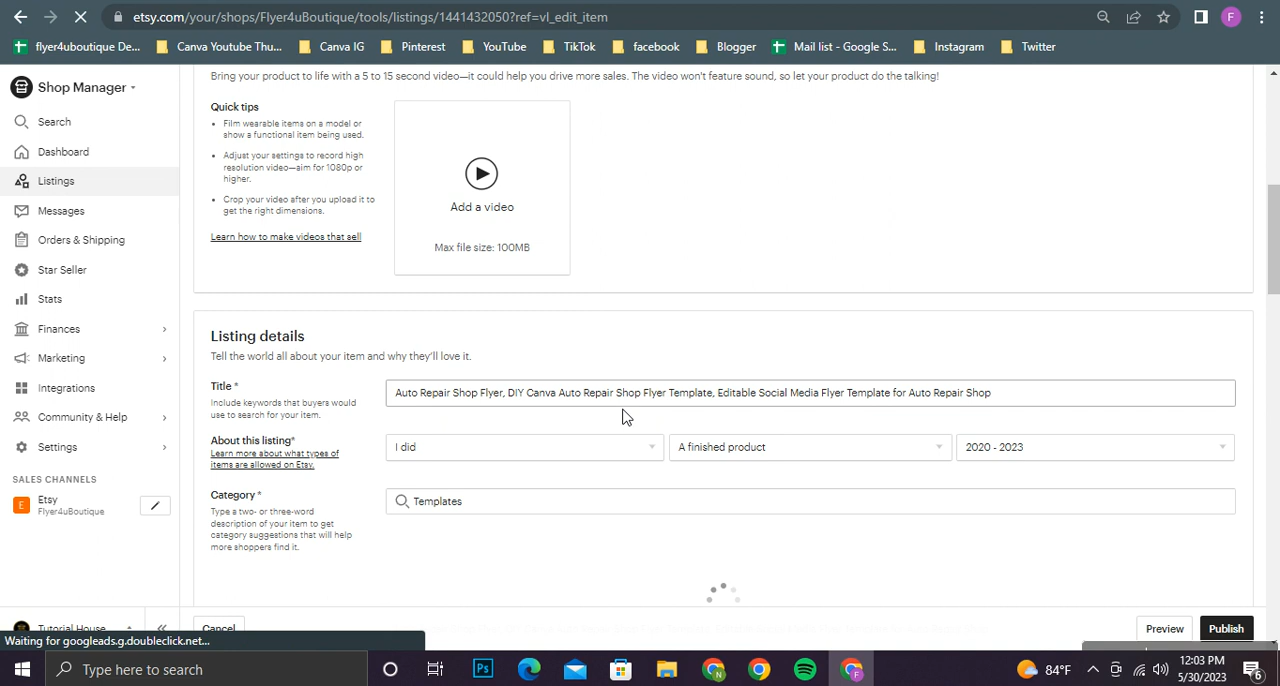 etsy.com/your/shops/Flyer4uBoutique/tools/listings/1441432050?ref=vl_edit_item
F
flyer4uboutique De...
Canva Youtube Thu...
Canva IG
Pinterest
YouTube
TikTok
facebook
Blogger
Mail list - Google S...
Instagram
Twitter
Shop Manager
Search
Dashboard
Listings
Messages
Orders & Shipping
Star Seller
Stats
Finances
Marketing
Integrations
Community & Help
Settings
SALES CHANNELS
E
Etsy
Flyer4uBoutique
Tutorial House
Bring your product to life with a 5 to 15 second video—it could help you drive more sales. The video won't feature sound, so let your product do the talking!
Quick tips
• Film wearable items on a model or
show a functional item being used.
• Adjust your settings to record high
resolution video—aim for 1080p or
higher.
• Crop your video after you upload it to
get the right dimensions.
Learn how to make videos that sell
Add a video
Max file size: 100MB
Listing details
Tell the world all about your item and why they'll love it.
Title *
Include keywords that buyers would
use to search for your item.
Auto Repair Shop Flyer, DIY Canva Auto Repair Shop Flyer Template, Editable Social Media Flyer Template for Auto Repair Shop
About this listing*
Learn more about what types of
items are allowed on Etsy.
I did
A finished product
2020 - 2023
Category *
Type a two- or three-word
description of your item to get
category suggestions that will help
more shoppers find it.
Templates
Cancel
Preview
Publish
Waiting for googleads.g.doubleclick.net...
Type here to search
Ps
N
F
84°F
12:03 PM
5/30/2023
6